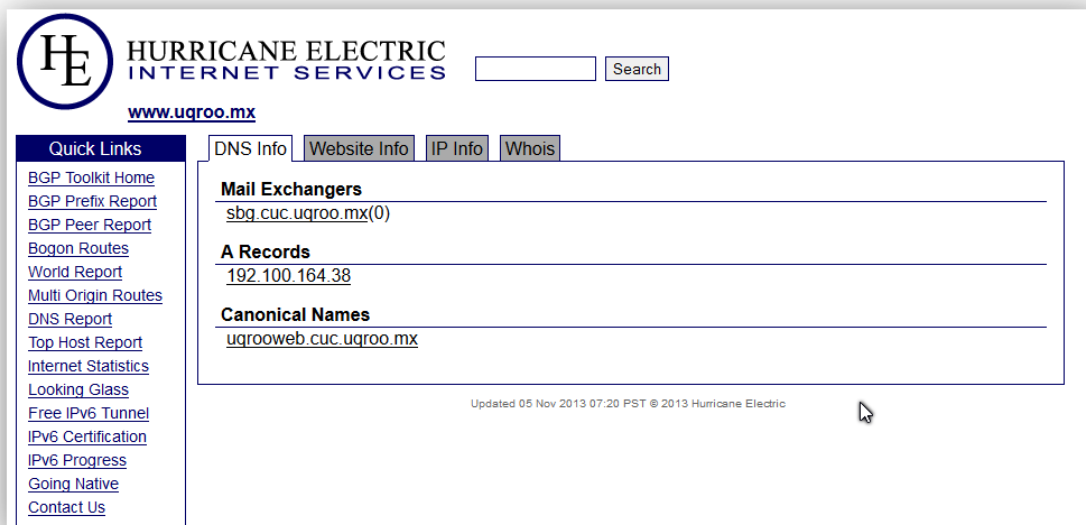 HE
HURRICANE ELECTRIC
INTERNET SERVICES
Search
www.uqroo.mx
Quick Links
BGP Toolkit Home
BGP Prefix Report
BGP Peer Report
Bogon Routes
World Report
Multi Origin Routes
DNS Report
Top Host Report
Internet Statistics
Looking Glass
Free IPv6 Tunnel
IPv6 Certification
IPv6 Progress
Going Native
Contact Us
DNS Info Website Info IP Info Whois
Mail Exchangers
sbg.cuc.uqroo.mx(0)
A Records
192.100.164.38
Canonical Names
uqrooweb.cuc.uqroo.mx
Updated 05 Nov 2013 07:20 PST © 2013 Hurricane Electric